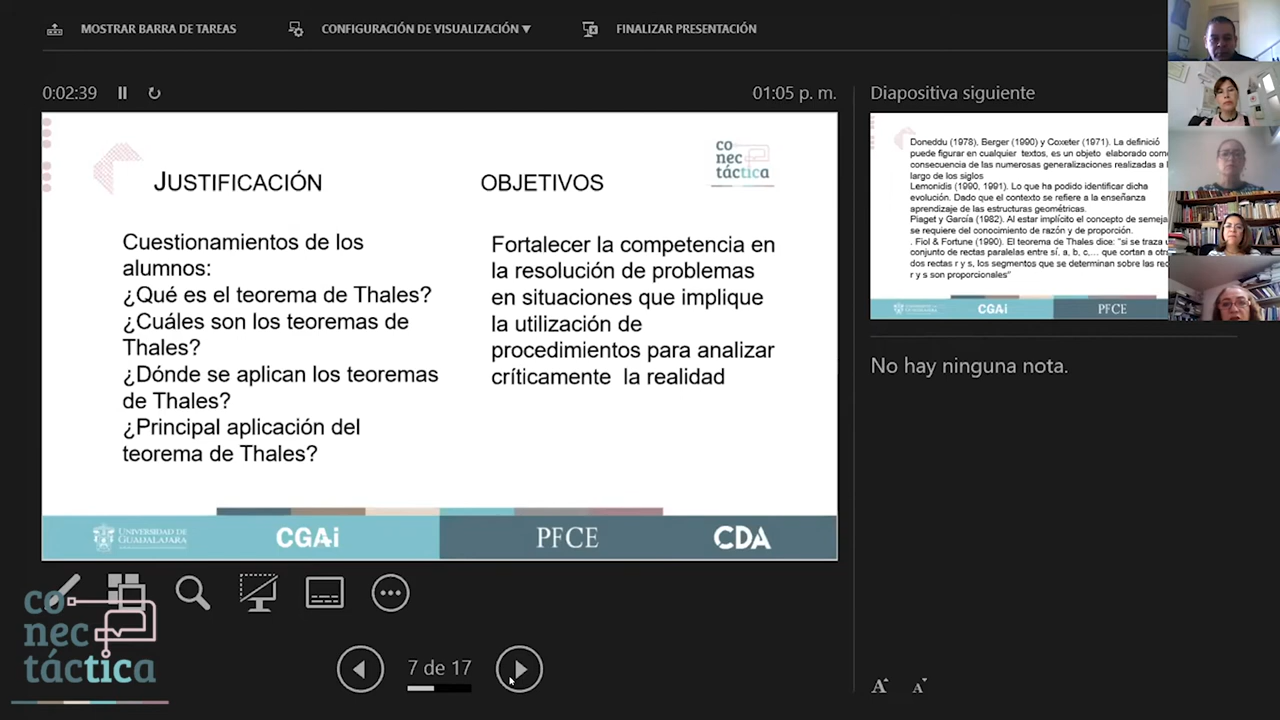 MOSTRAR BARRA DE TAREAS
CONFIGURACIÓN DE VISUALIZACIÓN ▼
FINALIZAR PRESENTACIÓN
0:02:39
01:05 p. m.
JUSTIFICACIÓN
Cuestionamientos de los
alumnos:
¿Qué es el teorema de Thales?
¿Cuáles son los teoremas de
Thales?
¿Dónde se aplican los teoremas
de Thales?
¿Principal aplicación del
teorema de Thales?
OBJETIVOS
Fortalecer la competencia en
la resolución de problemas
en situaciones que implique
la utilización de
procedimientos para analizar
críticamente la realidad
co
nec
táctica
UNIVERSIDAD DE
GUADALAJARA
CGAi
PFCE
CDA
Diapositiva siguiente
Doneddu (1978). Berger (1990) y Coxeter (1971). La definició
puede figurar en cualquier textos, es un objeto elaborado como
consecuencia de las numerosas generalizaciones realizadas a l
largo de los siglos
Lemonidis (1990, 1991). Lo que ha podido identificar dicha
evolución. Dado que el contexto se refiere a la enseñanza
aprendizaje de las estructuras geométricas.
Piaget y García (1982). Al estar implícito el concepto de semeja
se requiere del conocimiento de razón y de proporción.
. Fiol & Fortune (1990). El teorema de Thales dice: "si se traza u
conjunto de rectas paralelas entre sí, a, b, c,... que cortan a otr
dos rectas r y s, los segmentos que se determinan sobre las rec
r y s son proporcionales"
CGAi
PFCE
No hay ninguna nota.
7 de 17
A A
co
nec
táctica